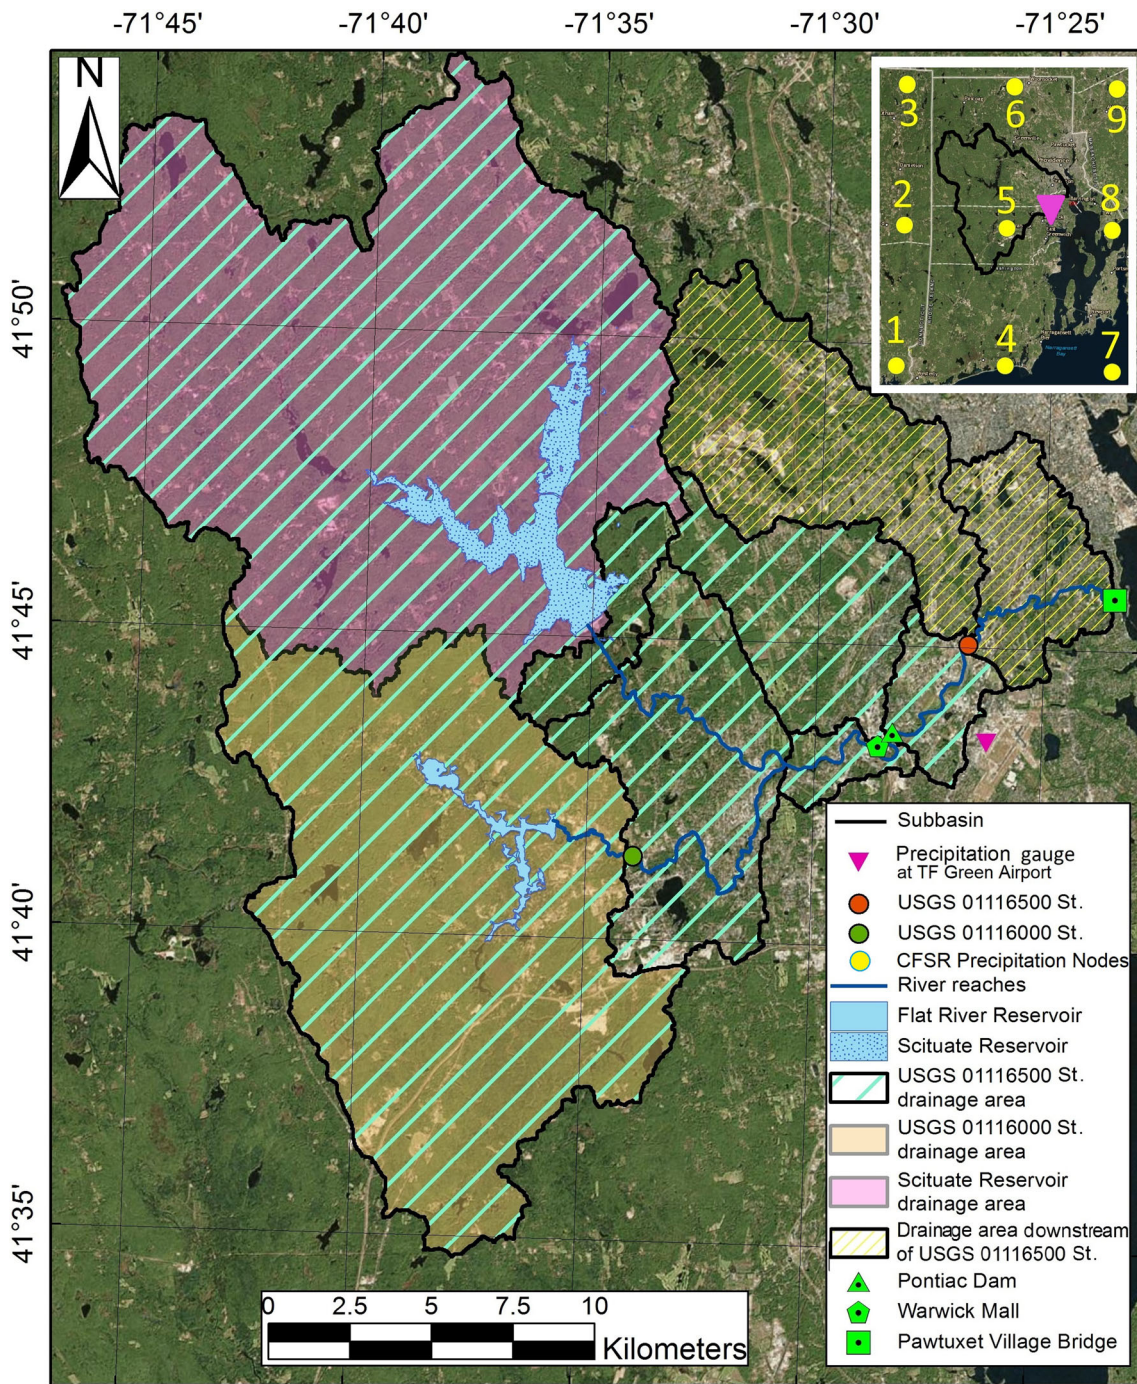 -71°45' -71°40' -71°35' -71°30' -71°25'
N
3 6 9
2 5 8
1 4 7
41°50'
41°45'
41°40'
41°35'
Subbasin
Precipitation gauge
at TF Green Airport
USGS 01116500 St.
USGS 01116000 St.
CFSR Precipitation Nodes
River reaches
Flat River Reservoir
Scituate Reservoir
USGS 01116500 St.
drainage area
USGS 01116000 St.
drainage area
Scituate Reservoir
drainage area
Drainage area downstream
of USGS 01116500 St.
Pontiac Dam
Warwick Mall
Pawtuxet Village Bridge
0 2.5 5 7.5 10
Kilometers